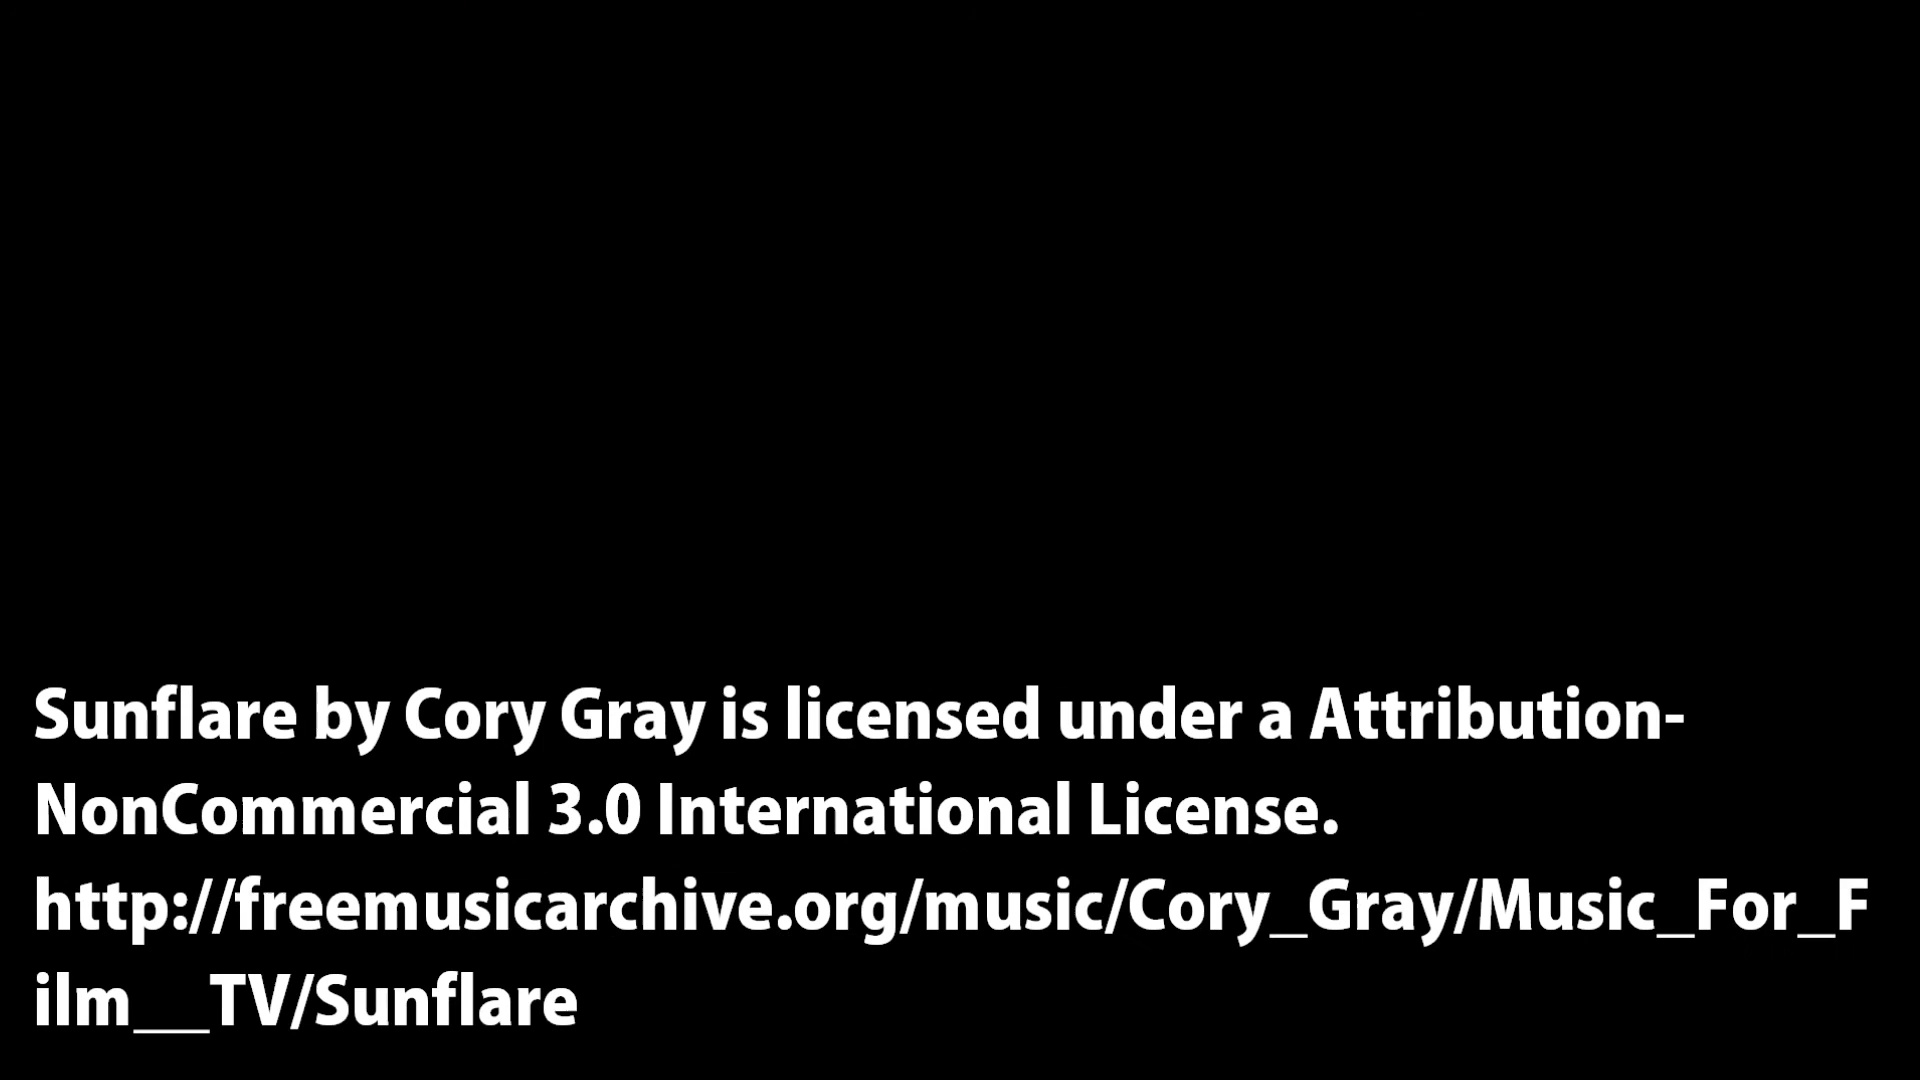 Sunflare by Cory Gray is licensed under a Attribution-
NonCommercial 3.0 International License.
http://freemusicarchive.org/music/Cory_Gray/Music_For_F
ilm__TV/Sunflare